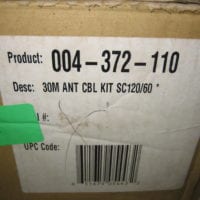 Product: 004-372-110
Desc: 30M ANT CBL KIT SC120/60 *
#:
UPC Code: